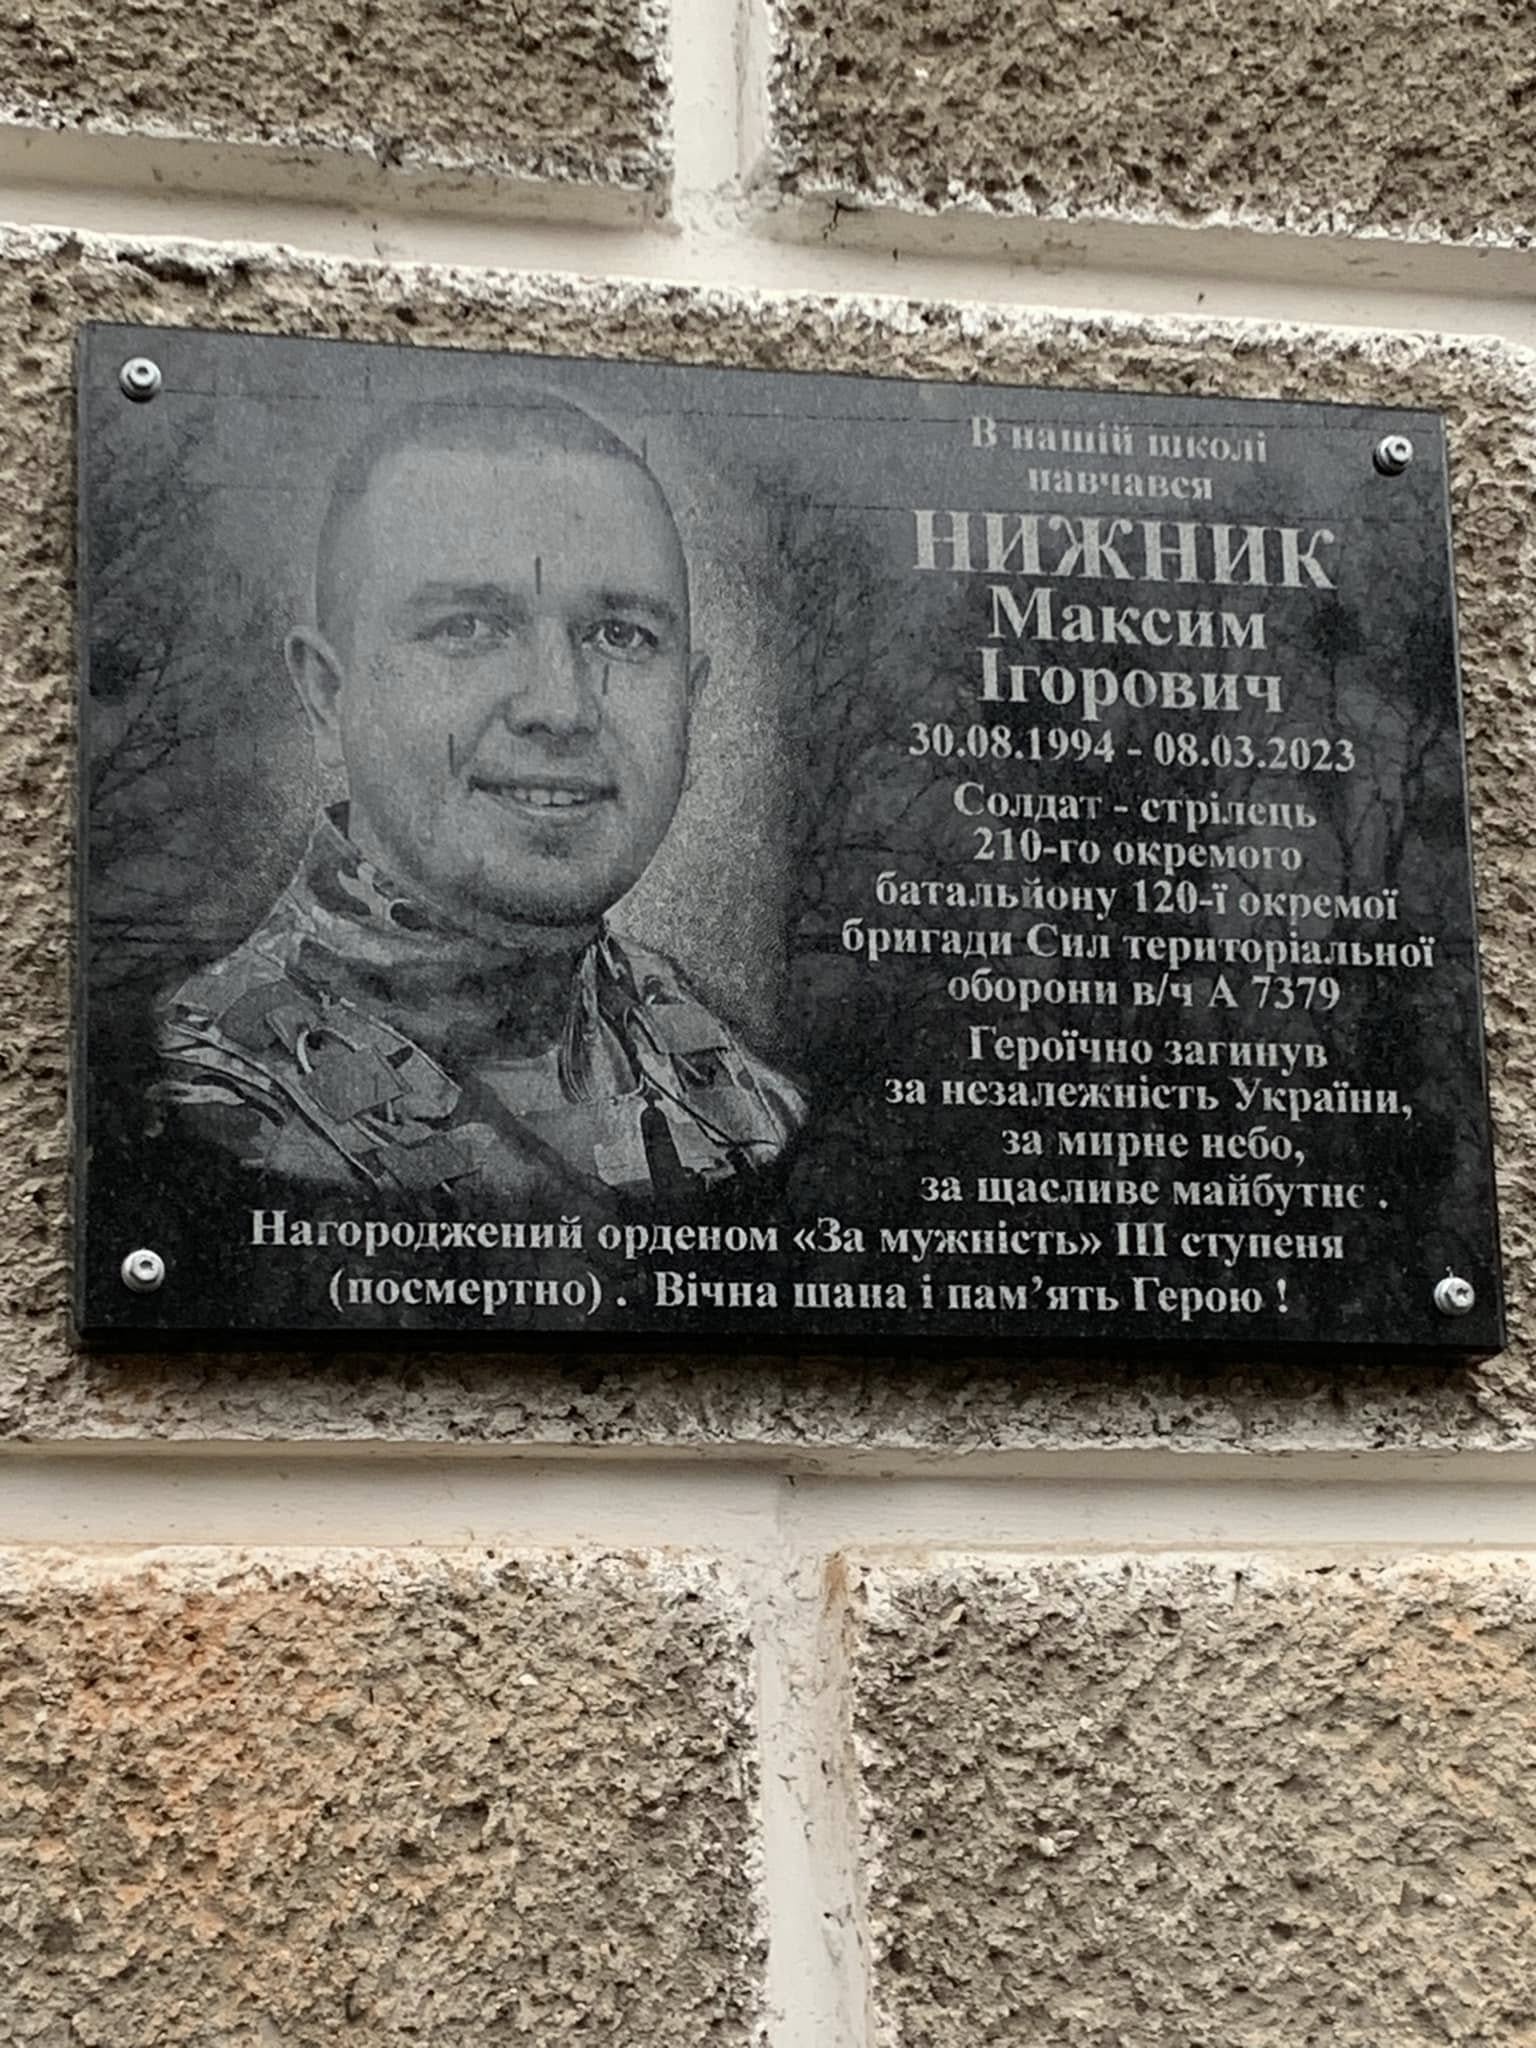 В нашій школі
навчався
НИЖНИК
Максим
Ігорович
30.08.1994 - 08.03.2023
Солдат - стрілець
210-го окремого
батальйону 120-ї окремої
бригади Сил територіальної
оборони в/ч А 7379
Героїчно загинув
за незалежність України,
за мирне небо,
за щасливе майбутнє .
Нагороджений орденом «За мужність» ІІІ ступеня
(посмертно) . Вічна шана і пам’ять Герою !